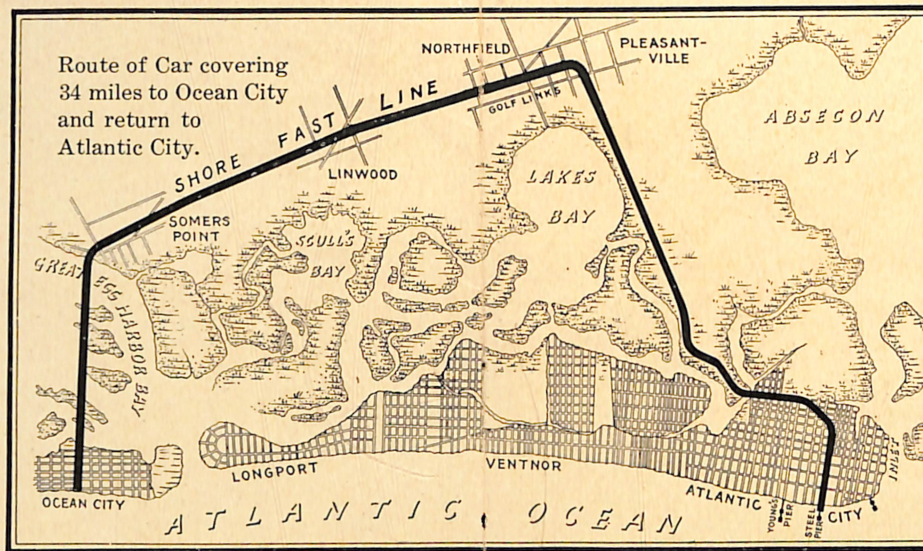 Route of Car covering
34 miles to Ocean City
and return to
Atlantic City.
NORTHFIELD
PLEASANT-
VILLE
GOLF LINKS
SHORE FAST LINE
LINWOOD
ABSECON
BAY
LAKES
BAY
SOMERS
POINT
SCULL'S
BAY
GREAT EGG HARBOR BAY
INLET
LONGPORT
VENTNOR
OCEAN CITY
ATLANTIC CITY
YOUNG'S
PIER
STEEL
PIER
ATLANTIC OCEAN